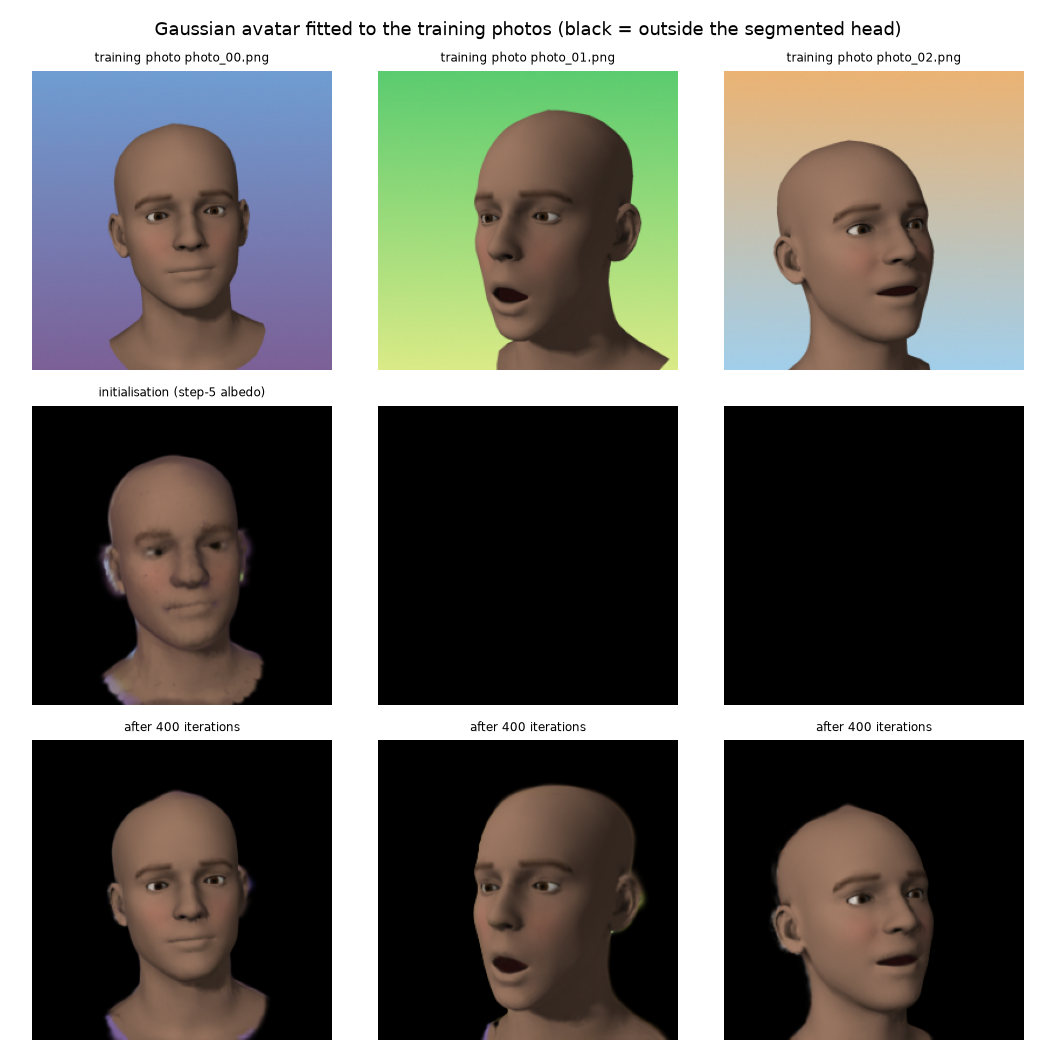 Gaussian avatar fitted to the training photos (black = outside the segmented head)
training photo photo_00.png
training photo photo_01.png
training photo photo_02.png
initialisation (step-5 albedo)
after 400 iterations
after 400 iterations
after 400 iterations